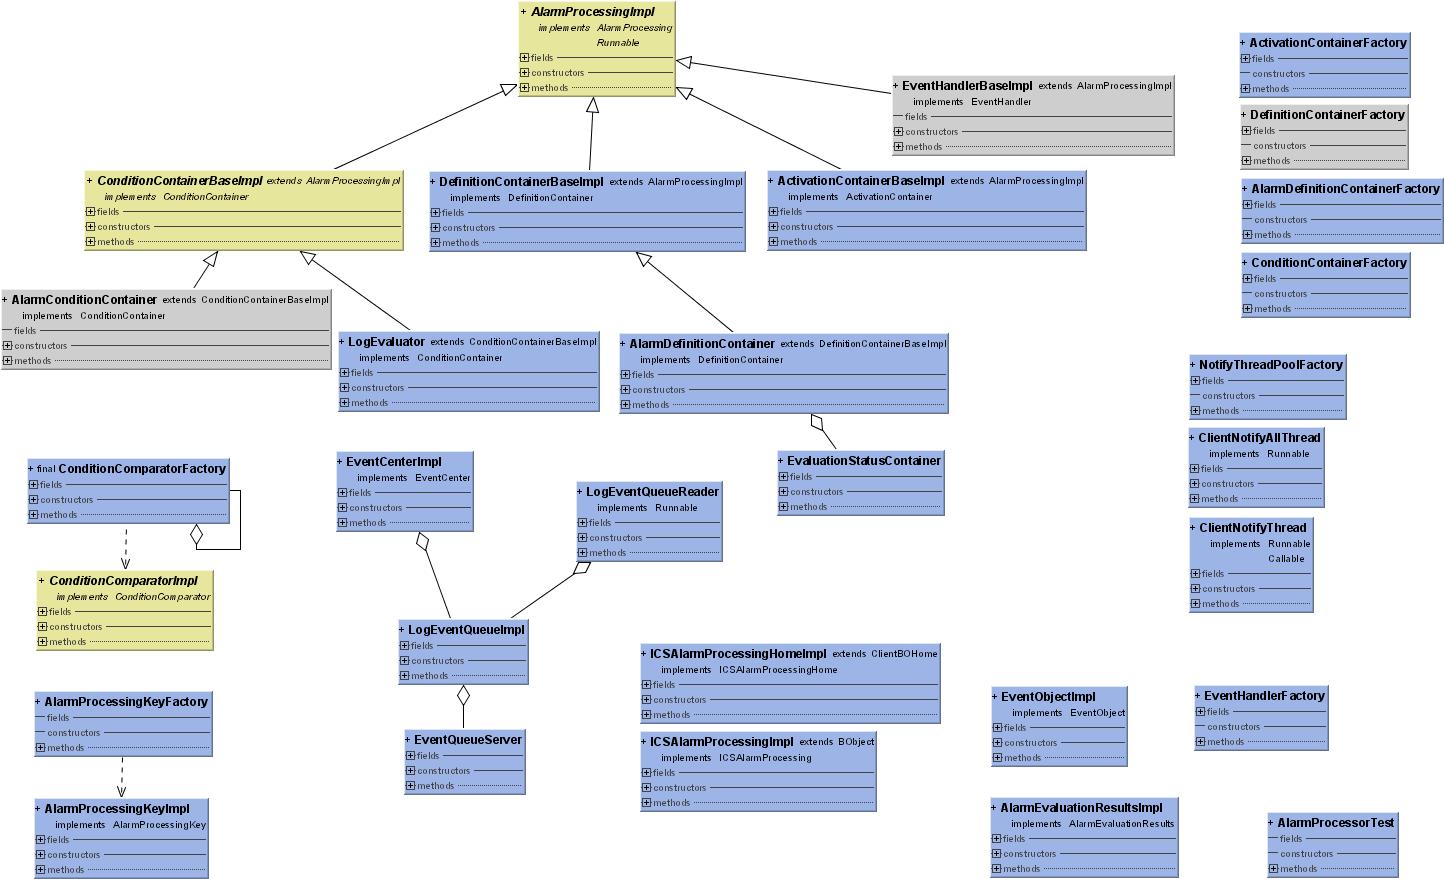 + AlarmProcessingImpl
implements AlarmProcessing
Runnable
fields
constructors
methods
+ EventHandlerBaseImpl extends AlarmProcessingImpl
implements EventHandler
fields
constructors
methods
+ ActivationContainerFactory
fields
constructors
methods
+ DefinitionContainerFactory
fields
constructors
methods
+ ConditionContainerBaseImpl extends AlarmProcessingImpl
implements ConditionContainer
fields
constructors
methods
+ DefinitionContainerBaseImpl extends AlarmProcessingImpl
implements DefinitionContainer
fields
constructors
methods
+ ActivationContainerBaseImpl extends AlarmProcessingImpl
implements ActivationContainer
fields
constructors
methods
+ AlarmDefinitionContainerFactory
fields
constructors
methods
+ ConditionContainerFactory
fields
constructors
methods
+ AlarmConditionContainer extends ConditionContainerBaseImpl
implements ConditionContainer
fields
constructors
methods
+ LogEvaluator extends ConditionContainerBaseImpl
implements ConditionContainer
fields
constructors
methods
+ AlarmDefinitionContainer extends DefinitionContainerBaseImpl
implements DefinitionContainer
fields
constructors
methods
+ NotifyThreadPoolFactory
fields
constructors
methods
+ ClientNotifyAllThread
implements Runnable
fields
constructors
methods
+ final ConditionComparatorFactory
fields
constructors
methods
+ EventCenterImpl
implements EventCenter
fields
constructors
methods
+ LogEventQueueReader
implements Runnable
fields
constructors
methods
+ EvaluationStatusContainer
fields
constructors
methods
+ ClientNotifyThread
implements Runnable
Callable
fields
constructors
methods
+ ConditionComparatorImpl
implements ConditionComparator
fields
constructors
methods
+ LogEventQueueImpl
fields
constructors
methods
+ ICSAlarmProcessingHomeImpl extends ClientBOHome
implements ICSAlarmProcessingHome
fields
constructors
methods
+ AlarmProcessingKeyFactory
fields
constructors
methods
+ EventQueueServer
fields
constructors
methods
+ ICSAlarmProcessingImpl extends BObject
implements ICSAlarmProcessing
fields
constructors
methods
+ EventObjectImpl
implements EventObject
fields
constructors
methods
+ EventHandlerFactory
fields
constructors
methods
+ AlarmProcessingKeyImpl
implements AlarmProcessingKey
fields
constructors
methods
+ AlarmEvaluationResultsImpl
implements AlarmEvaluationResults
fields
constructors
methods
+ AlarmProcessorTest
fields
constructors
methods